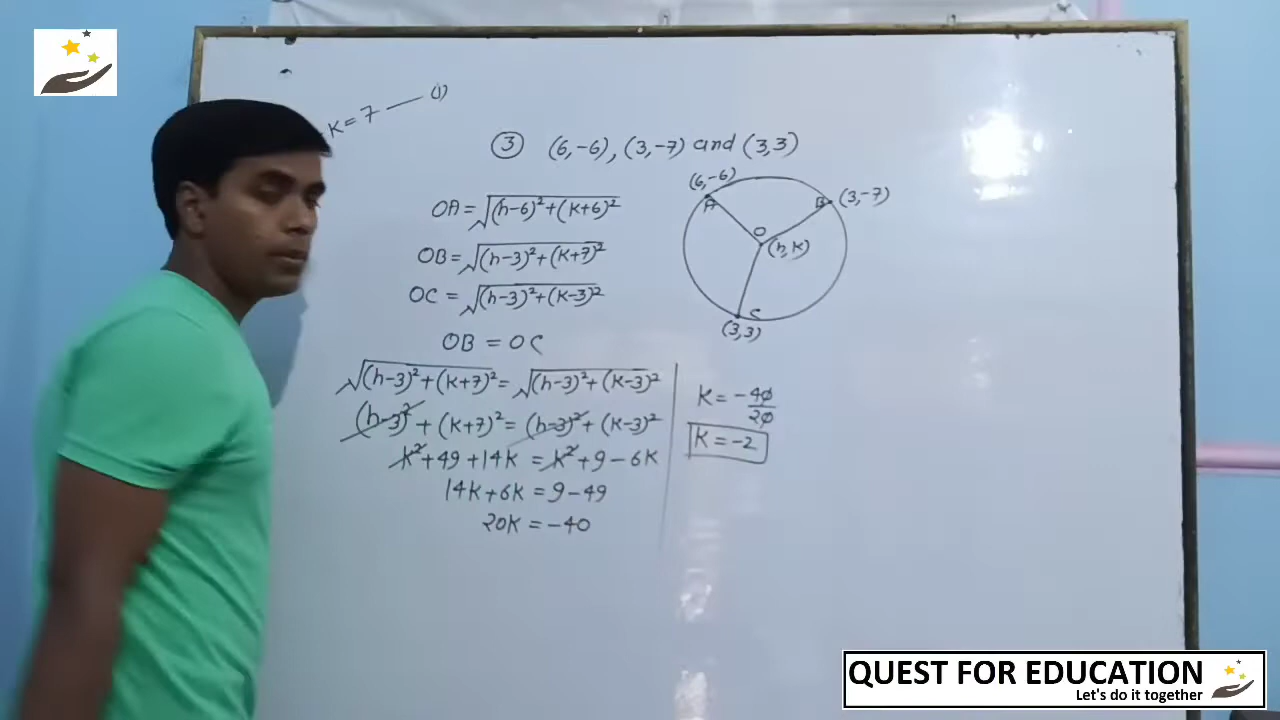 K=7 — (1)
③ (6,-6), (3,-7) and (3,3)
OA = √(h-6)²+(K+6)²
OB = √(h-3)²+(K+7)²
OC = √(h-3)²+(K-3)²
OB = OC
√(h-3)²+(K+7)² = √(h-3)²+(K-3)²
(h-3)² + (K+7)² = (h-3)² + (K-3)²
K²+49+14K = K²+9-6K
14K+6K = 9-49
20K = -40
(6,-6)
A
B (3,-7)
O
(h,K)
C
(3,3)
K = -40/20
K = -2
QUEST FOR EDUCATION
Let's do it together